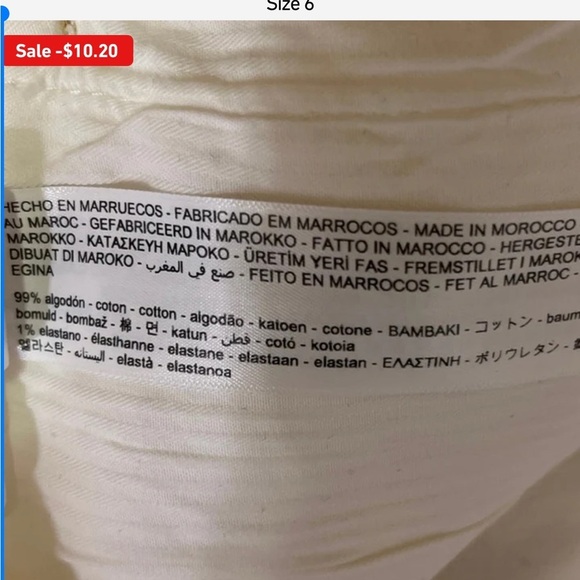 Size 6
Sale -$10.20
HECHO EN MARRUECOS - FABRICADO EM MARROCOS - MADE IN MOROCCO
AU MAROC - GEFABRICEERD IN MAROKKO - FATTO IN MAROCCO - HERGESTE
MAROKKO - ΚΑΤΑΣΚΕΥΗ ΜΑΡΟΚΟ - ÜRETİM YERİ FAS - FREMSTILLET I MAROK
DIBUAT DI MAROKO - صنع في المغرب - FEITO EN MARROCOS - FET AL MARROC -
EGINA
99% algodón - coton - cotton - algodão - katoen - cotone - BAMBAKI - コットン - baum
bomuld - bombaž - 棉 - 면 - katun - قطن - cotó - kotoia
1% elastano - élasthanne - elastane - elastaan - elastan - ΕΛΑΣΤΙΝΗ - ポリウレタン -
엘라스탄 - اليستانه - elastà - elastanoa